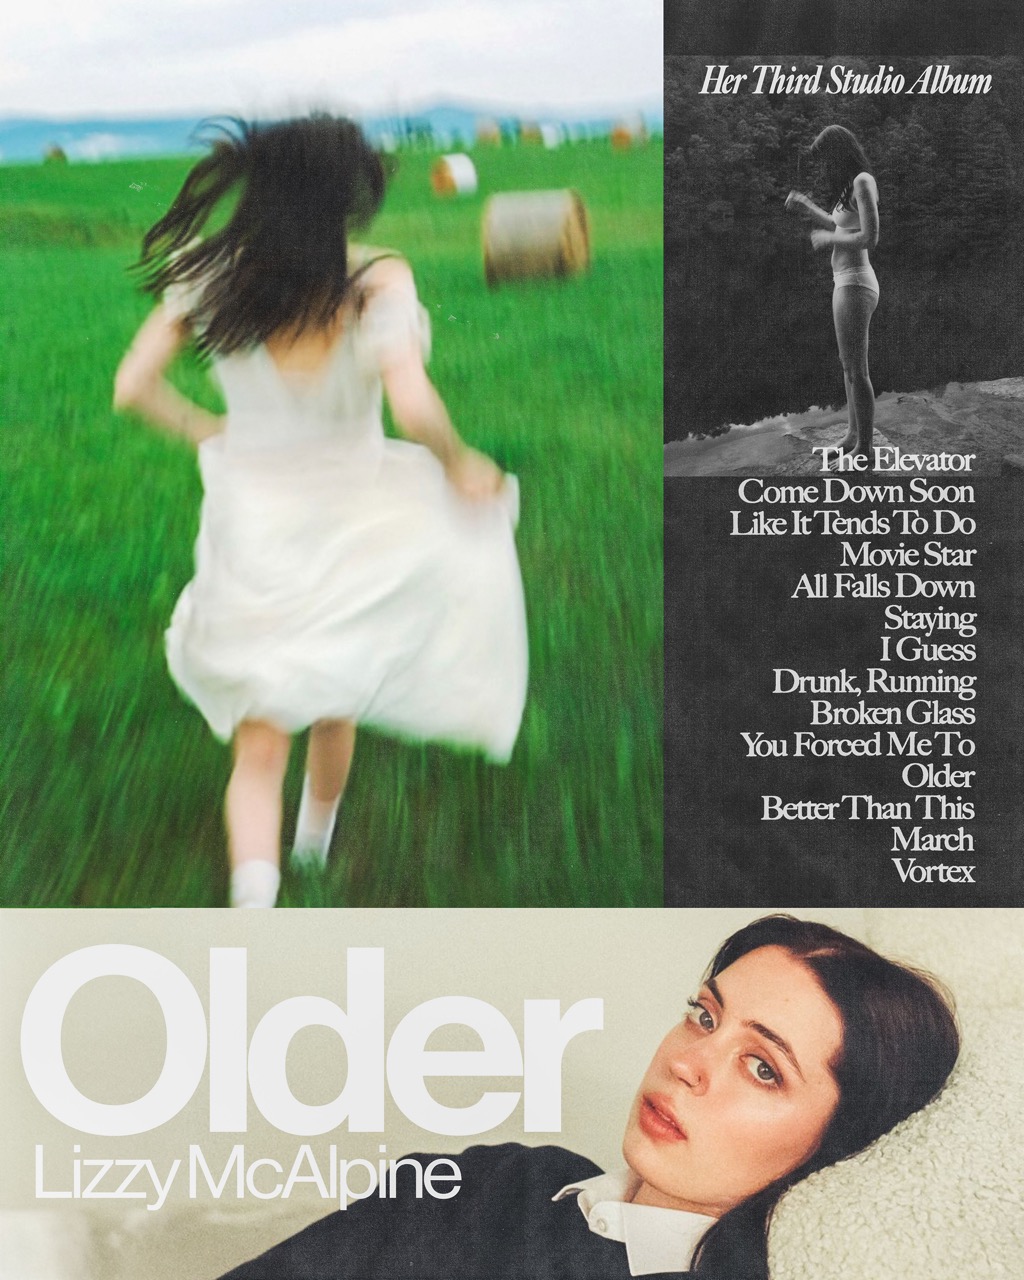 Her Third Studio Album
The Elevator
Come Down Soon
Like It Tends To Do
Movie Star
All Falls Down
Staying
I Guess
Drunk, Running
Broken Glass
You Forced Me To
Older
Better Than This
March
Vortex
Older
Lizzy McAlpine